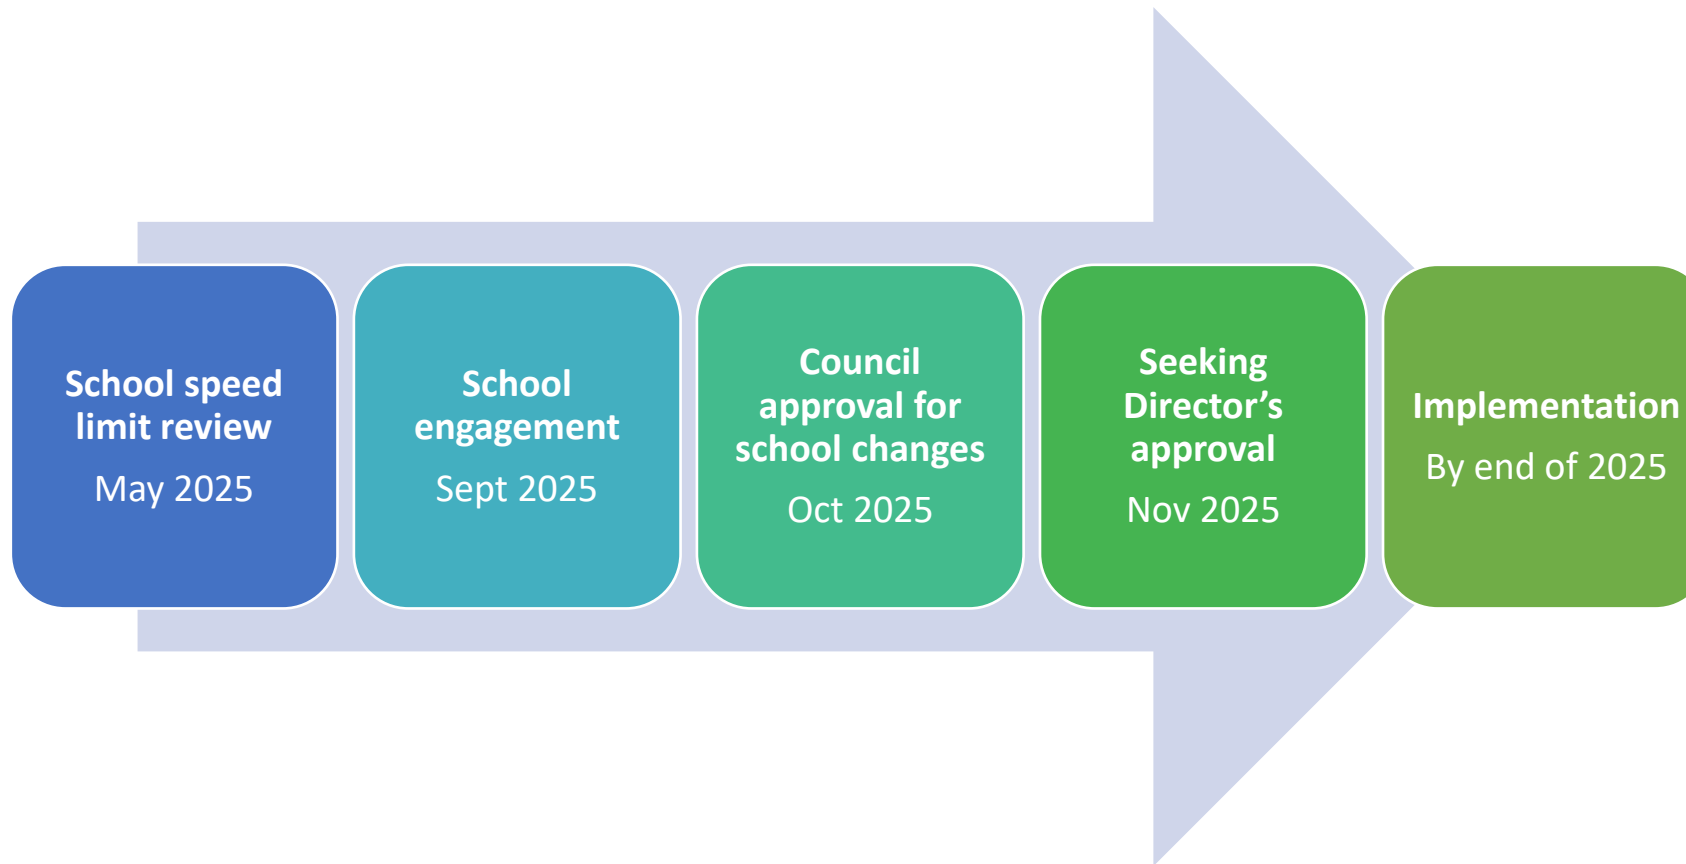 School speed
limit review
May 2025
School
engagement
Sept 2025
Council
approval for
school changes
Oct 2025
Seeking
Director’s
approval
Nov 2025
Implementation
By end of 2025